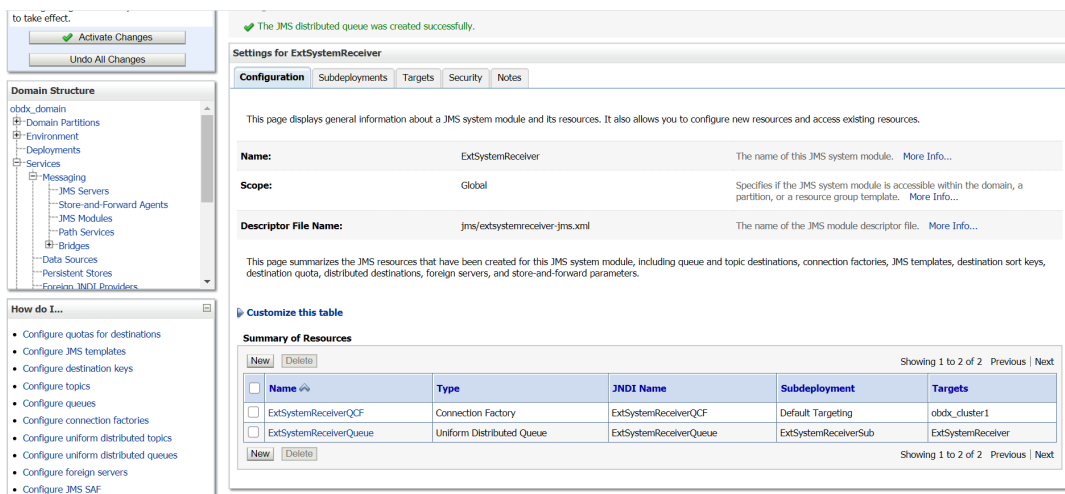 to take effect.
Activate Changes
Undo All Changes
Domain Structure
obdx_domain
Domain Partitions
Environment
Deployments
Services
Messaging
JMS Servers
Store-and-Forward Agents
JMS Modules
Path Services
Bridges
Data Sources
Persistent Stores
Foreign JNDI Providers
How do I...
Configure quotas for destinations
Configure JMS templates
Configure destination keys
Configure topics
Configure queues
Configure connection factories
Configure uniform distributed topics
Configure uniform distributed queues
Configure foreign servers
Configure JMS SAF
The JMS distributed queue was created successfully.
Settings for ExtSystemReceiver
Configuration Subdeployments Targets Security Notes
This page displays general information about a JMS system module and its resources. It also allows you to configure new resources and access existing resources.
Name: ExtSystemReceiver The name of this JMS system module. More Info...
Scope: Global Specifies if the JMS system module is accessible within the domain, a
partition, or a resource group template. More Info...
Descriptor File Name: jms/extsystemreceiver-jms.xml The name of the JMS module descriptor file. More Info...
This page summarizes the JMS resources that have been created for this JMS system module, including queue and topic destinations, connection factories, JMS templates, destination sort keys,
destination quota, distributed destinations, foreign servers, and store-and-forward parameters.
Customize this table
Summary of Resources
New Delete Showing 1 to 2 of 2 Previous | Next
Name Type JNDI Name Subdeployment Targets
ExtSystemReceiverQCF Connection Factory ExtSystemReceiverQCF Default Targeting obdx_cluster1
ExtSystemReceiverQueue Uniform Distributed Queue ExtSystemReceiverQueue ExtSystemReceiverSub ExtSystemReceiver
New Delete Showing 1 to 2 of 2 Previous | Next